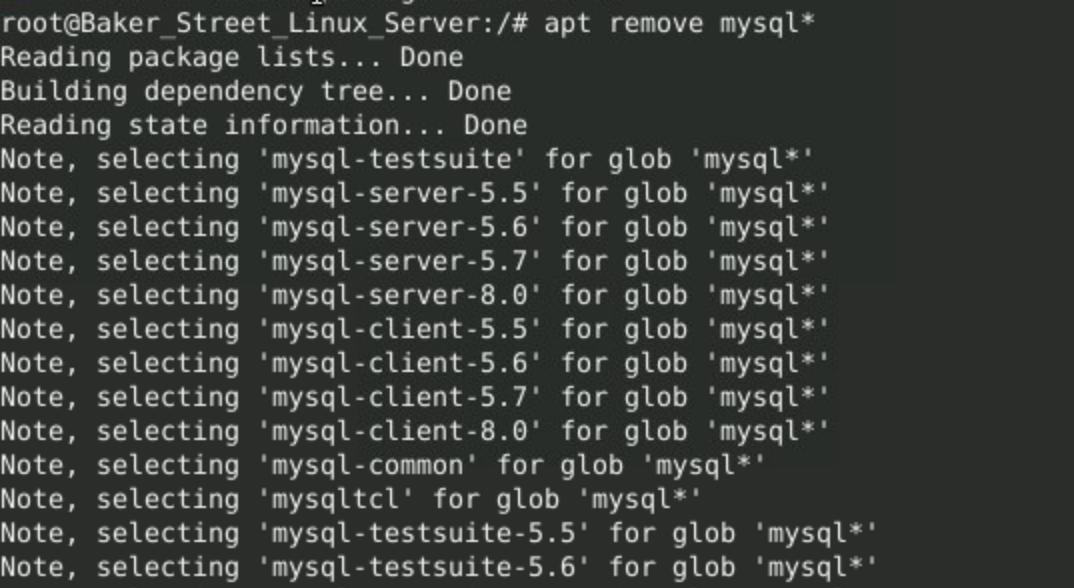 root@Baker_Street_Linux_Server:/# apt remove mysql*
Reading package lists... Done
Building dependency tree... Done
Reading state information... Done
Note, selecting 'mysql-testsuite' for glob 'mysql*'
Note, selecting 'mysql-server-5.5' for glob 'mysql*'
Note, selecting 'mysql-server-5.6' for glob 'mysql*'
Note, selecting 'mysql-server-5.7' for glob 'mysql*'
Note, selecting 'mysql-server-8.0' for glob 'mysql*'
Note, selecting 'mysql-client-5.5' for glob 'mysql*'
Note, selecting 'mysql-client-5.6' for glob 'mysql*'
Note, selecting 'mysql-client-5.7' for glob 'mysql*'
Note, selecting 'mysql-client-8.0' for glob 'mysql*'
Note, selecting 'mysql-common' for glob 'mysql*'
Note, selecting 'mysqltcl' for glob 'mysql*'
Note, selecting 'mysql-testsuite-5.5' for glob 'mysql*'
Note, selecting 'mysql-testsuite-5.6' for glob 'mysql*'